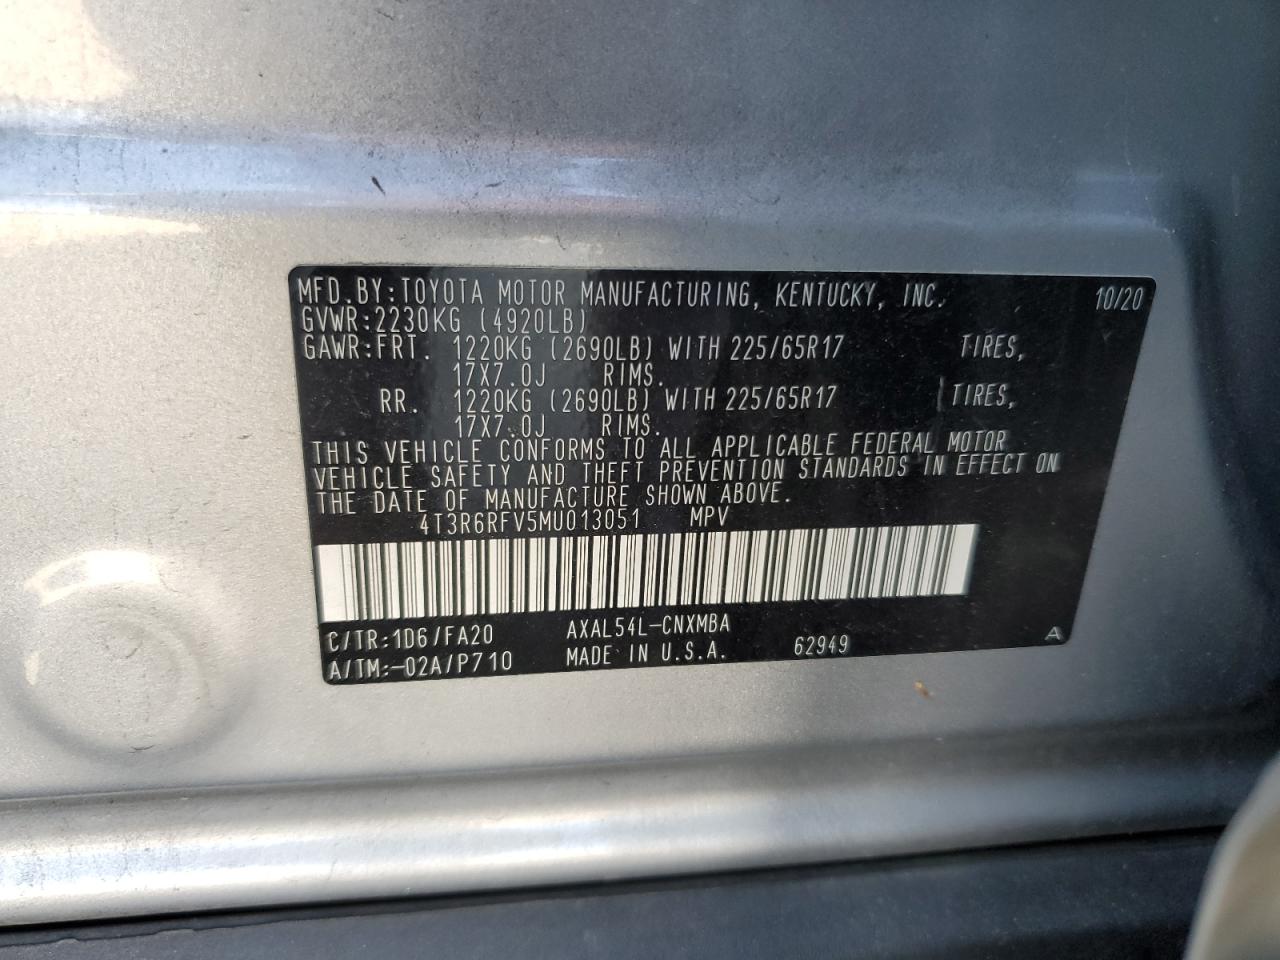 MFD.BY:TOYOTA MOTOR MANUFACTURING, KENTUCKY, INC. 10/20
GVWR:2230KG (4920LB)
GAWR:FRT. 1220KG (2690LB) WITH 225/65R17 TIRES,
17X7.0J RIMS.
RR. 1220KG (2690LB) WITH 225/65R17 TIRES,
17X7.0J RIMS.
THIS VEHICLE CONFORMS TO ALL APPLICABLE FEDERAL MOTOR
VEHICLE SAFETY AND THEFT PREVENTION STANDARDS IN EFFECT ON
THE DATE OF MANUFACTURE SHOWN ABOVE.
4T3R6RFV5MU013051 MPV
C/TR:1D6/FA20 AXAL54L-CNXMBA
A/TM:-02A/P710 MADE IN U.S.A. 62949 A